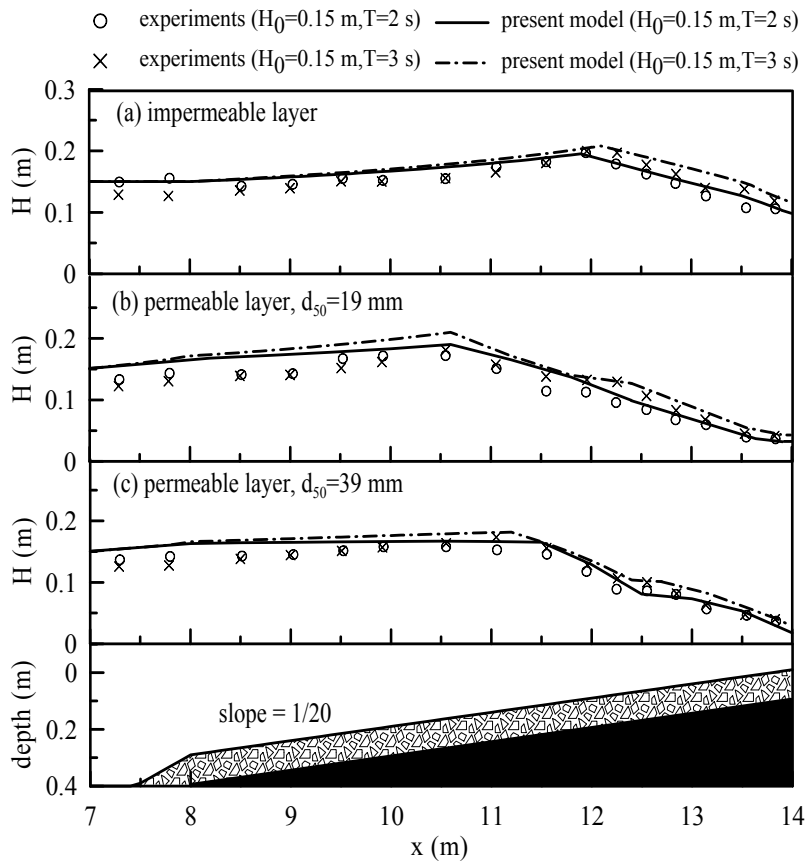 experiments (H0=0.15 m,T=2 s)
present model (H0=0.15 m,T=2 s)
experiments (H0=0.15 m,T=3 s)
present model (H0=0.15 m,T=3 s)
(a) impermeable layer
H (m)
0.3
0.2
0.1
0
(b) permeable layer, d50=19 mm
H (m)
0.2
0.1
0
(c) permeable layer, d50=39 mm
H (m)
0.2
0.1
0
slope = 1/20
depth (m)
0
0.2
0.4
7 8 9 10 11 12 13 14
x (m)